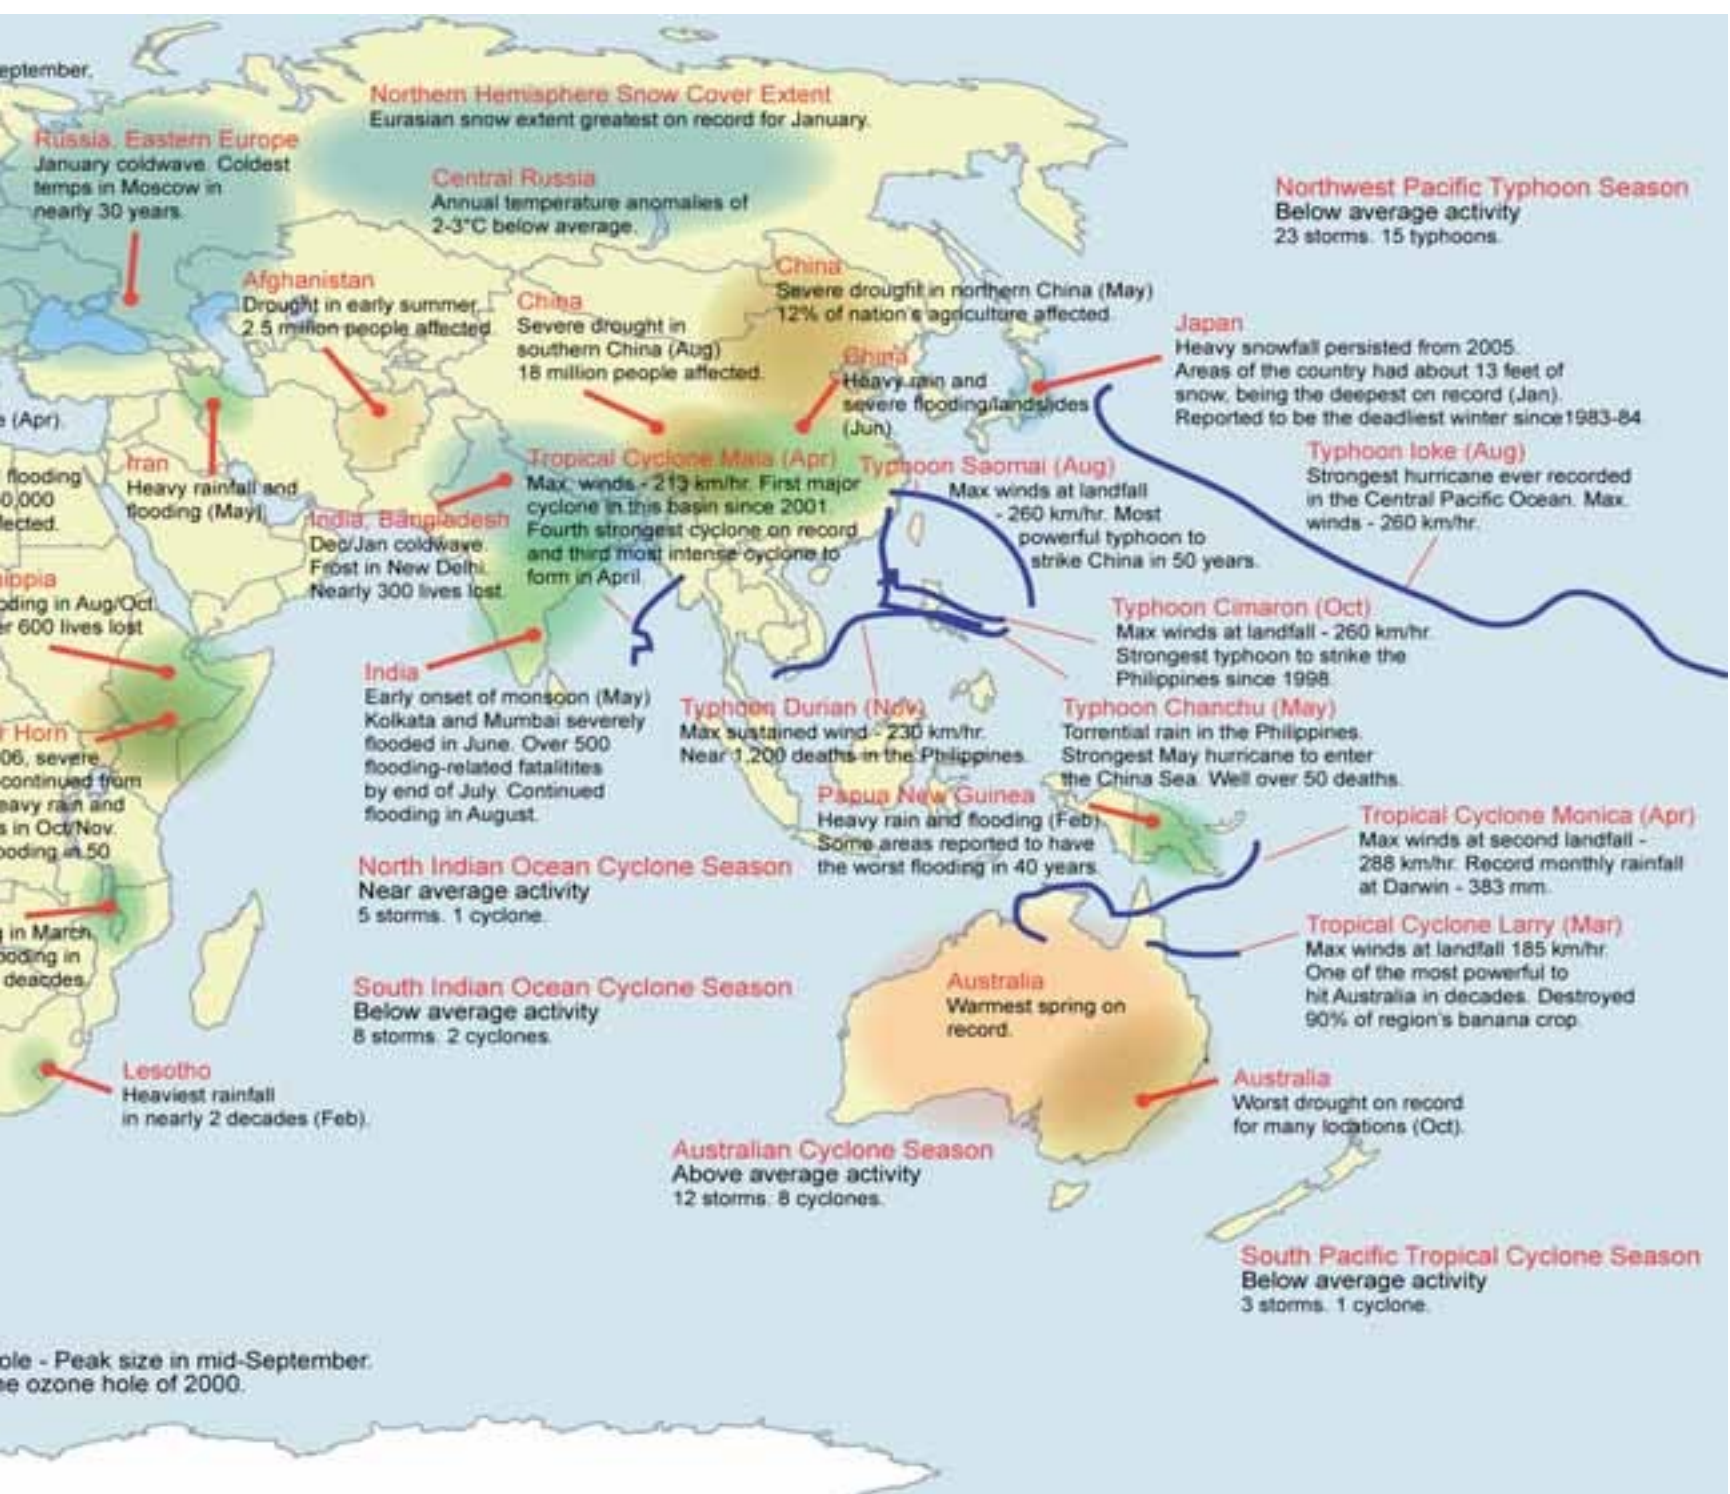 eptember,
Northern Hemisphere Snow Cover Extent
Eurasian snow extent greatest on record for January.
Russia, Eastern Europe
January coldwave. Coldest
temps in Moscow in
nearly 30 years.
Central Russia
Annual temperature anomalies of
2-3°C below average.
Northwest Pacific Typhoon Season
Below average activity
23 storms. 15 typhoons.
Afghanistan
Drought in early summer,
2.5 million people affected
China
Severe drought in
southern China (Aug)
18 million people affected.
China
Severe drought in northern China (May)
12% of nation's agriculture affected
China
Heavy rain and
severe flooding/landslides
(Jun)
Japan
Heavy snowfall persisted from 2005.
Areas of the country had about 13 feet of
snow, being the deepest on record (Jan).
Reported to be the deadliest winter since1983-84.
e (Apr).
flooding
0,000
ected.
Iran
Heavy rainfall and
flooding (May)
India, Bangladesh
Dec/Jan coldwave.
Frost in New Delhi.
Nearly 300 lives lost.
Tropical Cyclone Mala (Apr)
Max. winds - 213 km/hr. First major
cyclone in this basin since 2001.
Fourth strongest cyclone on record
and third most intense cyclone to
form in April.
Typhoon Saomai (Aug)
Max winds at landfall
- 260 km/hr. Most
powerful typhoon to
strike China in 50 years.
Typhoon Ioke (Aug)
Strongest hurricane ever recorded
in the Central Pacific Ocean. Max.
winds - 260 km/hr.
iopia
oding in Aug/Oct.
er 600 lives lost
Typhoon Cimaron (Oct)
Max winds at landfall - 260 km/hr.
Strongest typhoon to strike the
Philippines since 1998.
India
Early onset of monsoon (May)
Kolkata and Mumbai severely
flooded in June. Over 500
flooding-related fatalitites
by end of July. Continued
flooding in August.
Typhoon Durian (Nov)
Max sustained wind - 230 km/hr.
Near 1,200 deaths in the Philippines.
Typhoon Chanchu (May)
Torrential rain in the Philippines.
Strongest May hurricane to enter
the China Sea. Well over 50 deaths.
r Horn
06, severe
continued from
eavy rain and
s in Oct/Nov.
ooding in 50
Papua New Guinea
Heavy rain and flooding (Feb)
Some areas reported to have
the worst flooding in 40 years.
Tropical Cyclone Monica (Apr)
Max winds at second landfall -
288 km/hr. Record monthly rainfall
at Darwin - 383 mm.
North Indian Ocean Cyclone Season
Near average activity
5 storms. 1 cyclone.
g in March.
ooding in
deacdes.
Tropical Cyclone Larry (Mar)
Max winds at landfall 185 km/hr.
One of the most powerful to
hit Australia in decades. Destroyed
90% of region's banana crop.
South Indian Ocean Cyclone Season
Below average activity
8 storms. 2 cyclones.
Australia
Warmest spring on
record.
Lesotho
Heaviest rainfall
in nearly 2 decades (Feb).
Australia
Worst drought on record
for many locations (Oct).
Australian Cyclone Season
Above average activity
12 storms. 8 cyclones.
South Pacific Tropical Cyclone Season
Below average activity
3 storms. 1 cyclone.
ole - Peak size in mid-September.
e ozone hole of 2000.